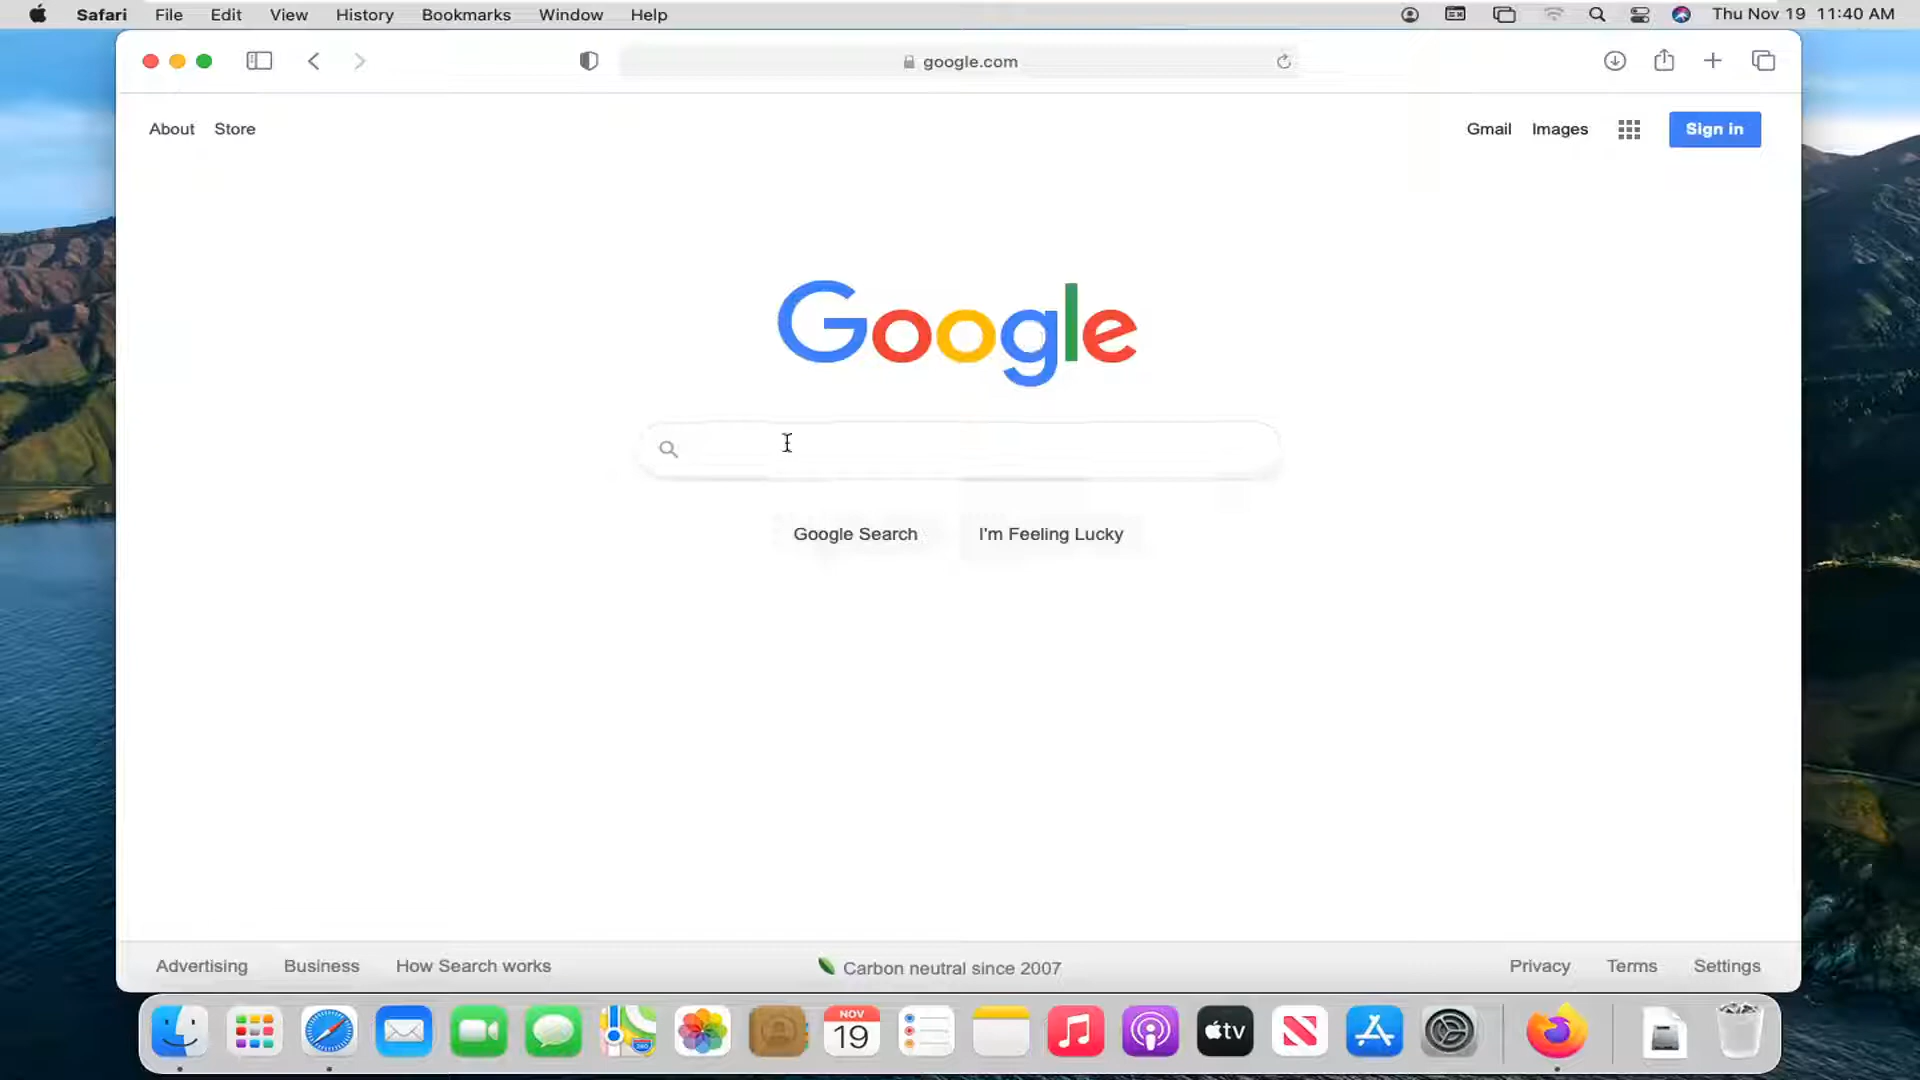 Safari File Edit View History Bookmarks Window Help Thu Nov 19 11:40 AM
google.com
About Store Gmail Images Sign in
Google
Google Search I'm Feeling Lucky
Advertising Business How Search works Carbon neutral since 2007 Privacy Terms Settings
NOV
19
tv